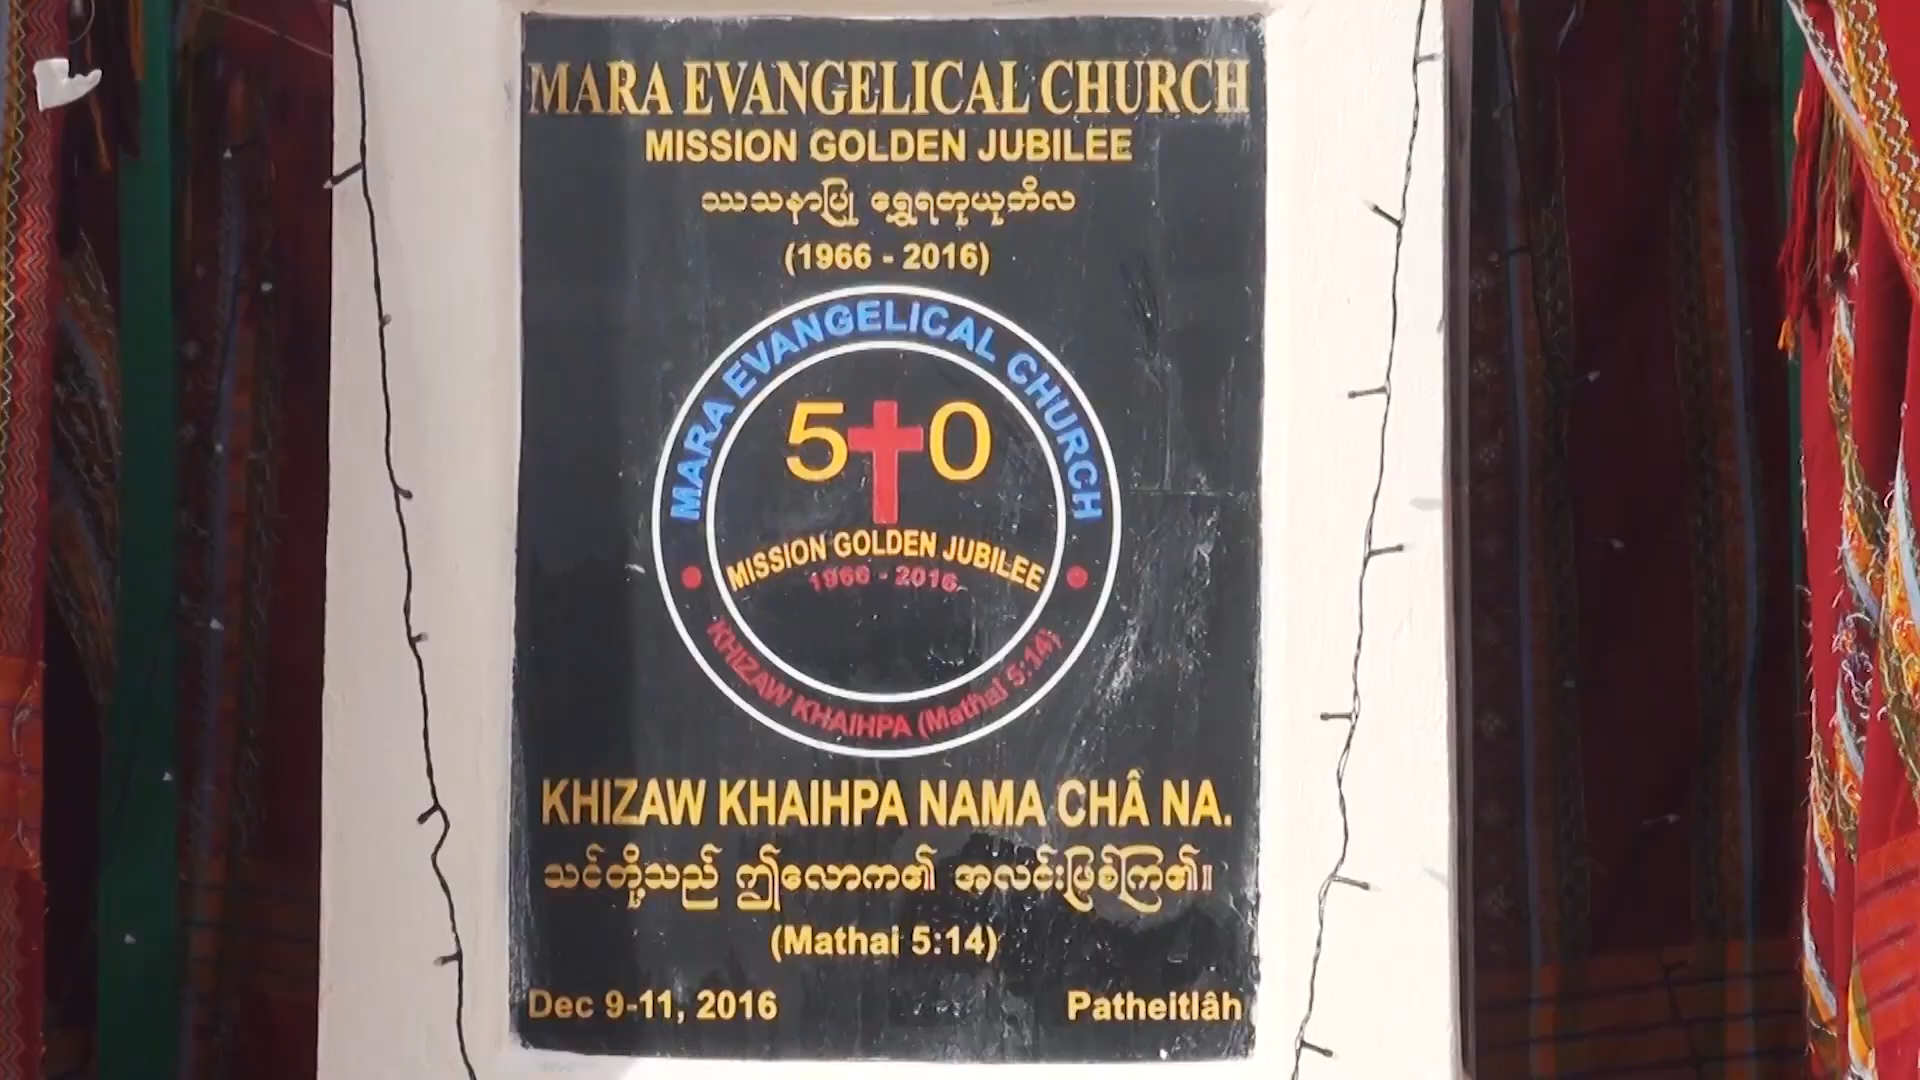 MARA EVANGELICAL CHURCH
MISSION GOLDEN JUBILEE
သာသနာပြု ရွှေရတုယုဘိလ
(1966 - 2016)
MARA EVANGELICAL CHURCH
5 0
MISSION GOLDEN JUBILEE
1966 - 2016
KHIZAW KHAIHPA (Mathai 5:14)
KHIZAW KHAIHPA NAMA CHÂ NA.
သင်တို့သည် ဤလောက၏ အလင်းဖြစ်ကြ၏။
(Mathai 5:14)
Dec 9-11, 2016 Patheitlâh